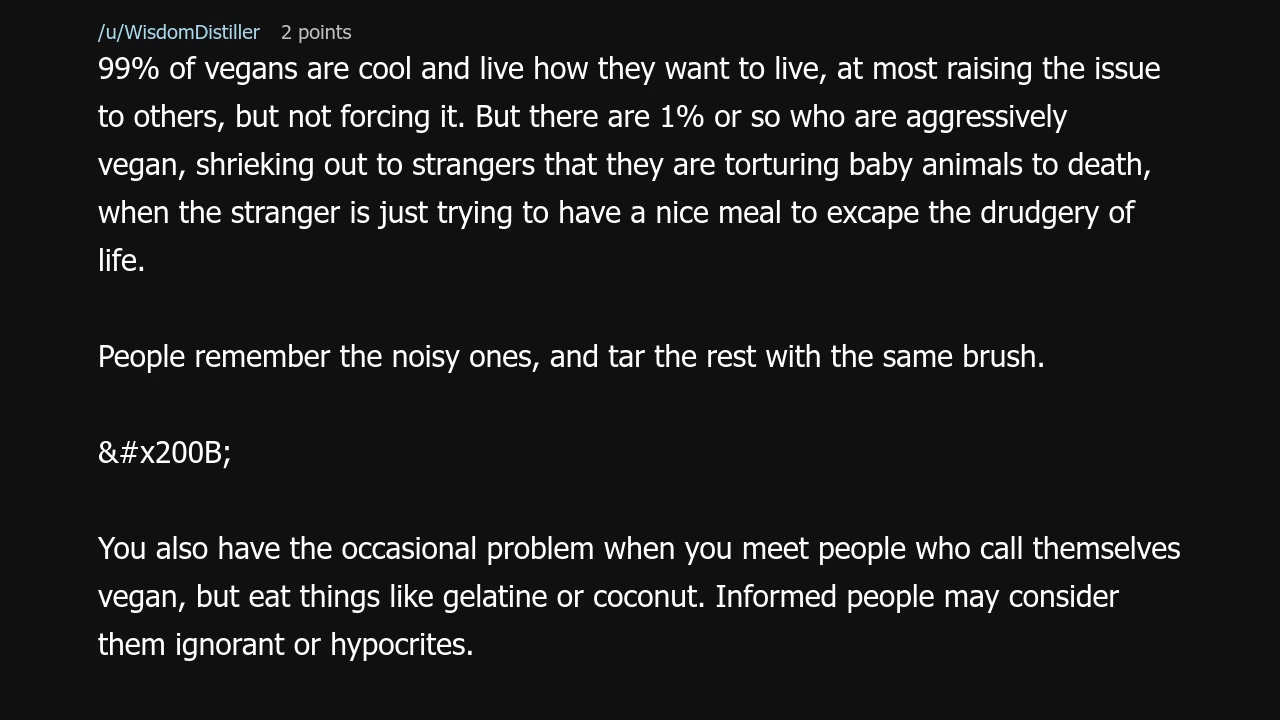 /u/WisdomDistiller 2 points
99% of vegans are cool and live how they want to live, at most raising the issue
to others, but not forcing it. But there are 1% or so who are aggressively
vegan, shrieking out to strangers that they are torturing baby animals to death,
when the stranger is just trying to have a nice meal to excape the drudgery of
life.
People remember the noisy ones, and tar the rest with the same brush.
&#x200B;
You also have the occasional problem when you meet people who call themselves
vegan, but eat things like gelatine or coconut. Informed people may consider
them ignorant or hypocrites.